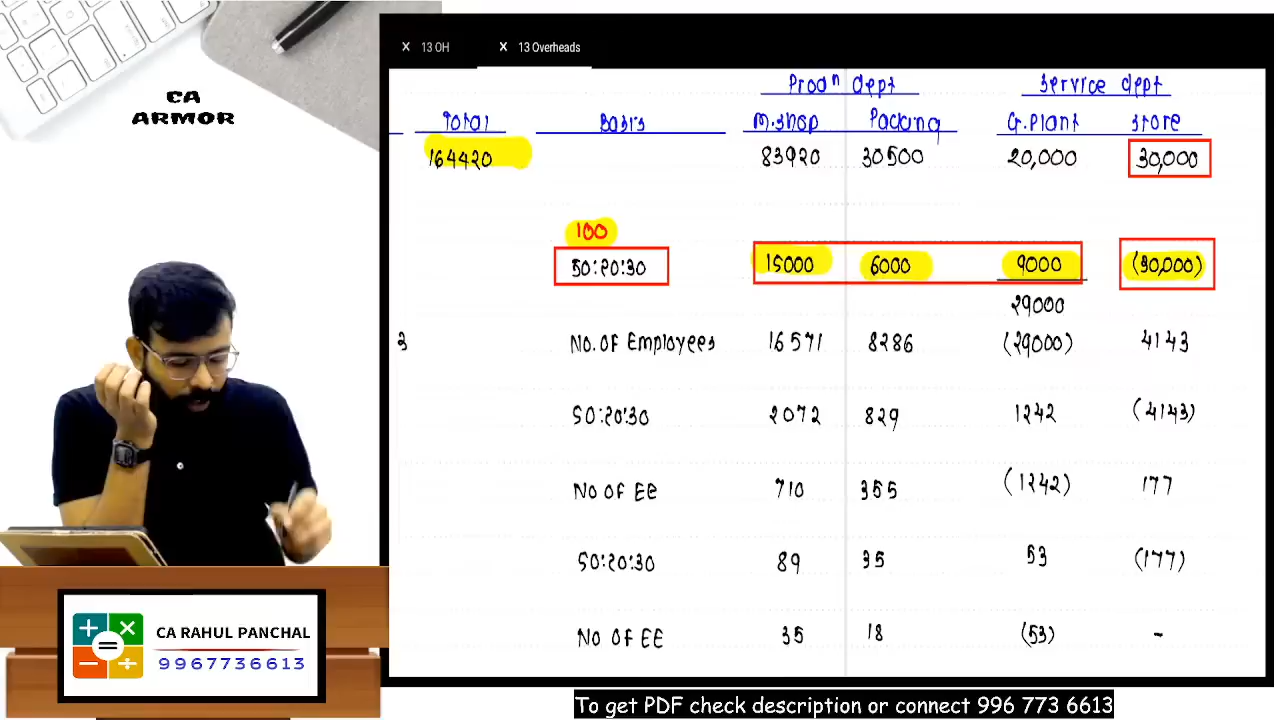 CA
ARMOR
× 13 OH × 13 Overheads
Prodn dept Service dept
Total Basis M.shop Packing G.Plant Store
164420 83920 30500 20,000 30,000
100
50:20:30 15000 6000 9000 (30,000)
29000
3 No. OF Employees 16571 8286 (29000) 4143
50:20:30 2072 829 1242 (4143)
No OF EE 710 355 (1242) 177
50:20:30 89 35 53 (177)
No OF EE 35 18 (53) -
CA RAHUL PANCHAL
9967736613
To get PDF check description or connect 996 773 6613